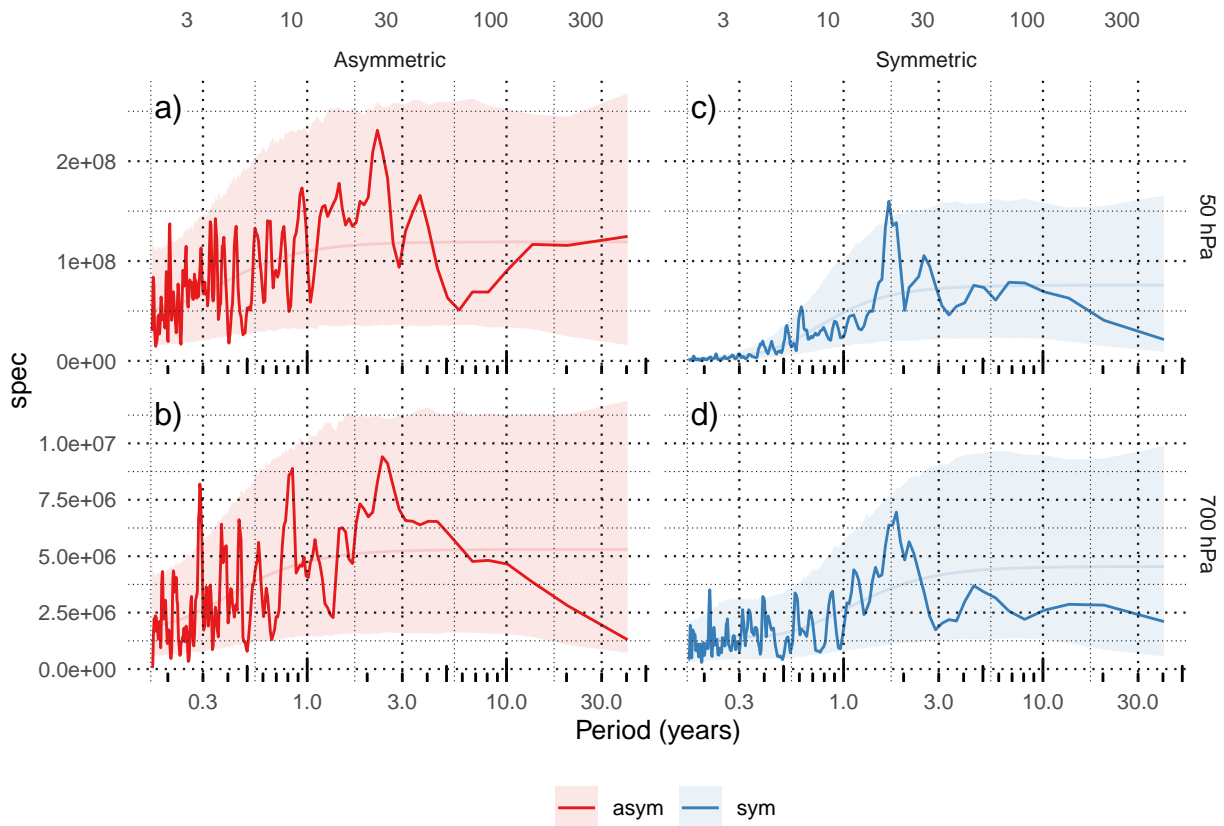 3 10 30 100 300 3 10 30 100 300
Asymmetric Symmetric
a) c)
2e+08
1e+08
0e+00
50 hPa
spec
b) d)
1.0e+07
7.5e+06
5.0e+06
2.5e+06
0.0e+00
700 hPa
0.3 1.0 3.0 10.0 30.0 0.3 1.0 3.0 10.0 30.0
Period (years)
asym sym